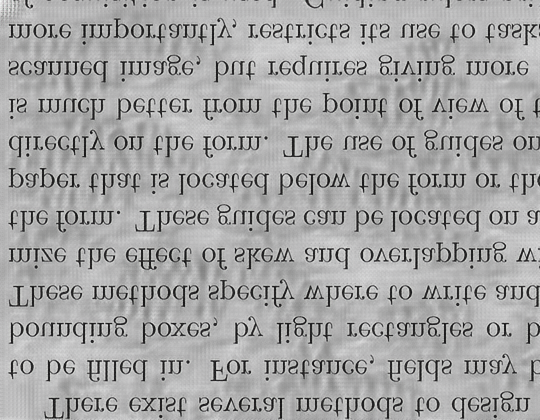 There exist several methods to design
to be filled in. For instance, fields may b
bounding boxes, by light rectangles or b
These methods specify where to write and
mize the effect of skew and overlapping wi
the form. These guides can be located on a
paper that is located below the form or the
directly on the form. The use of guides on
is much better from the point of view of t
scanned image, but requires giving more
more importantly, restricts its use to task